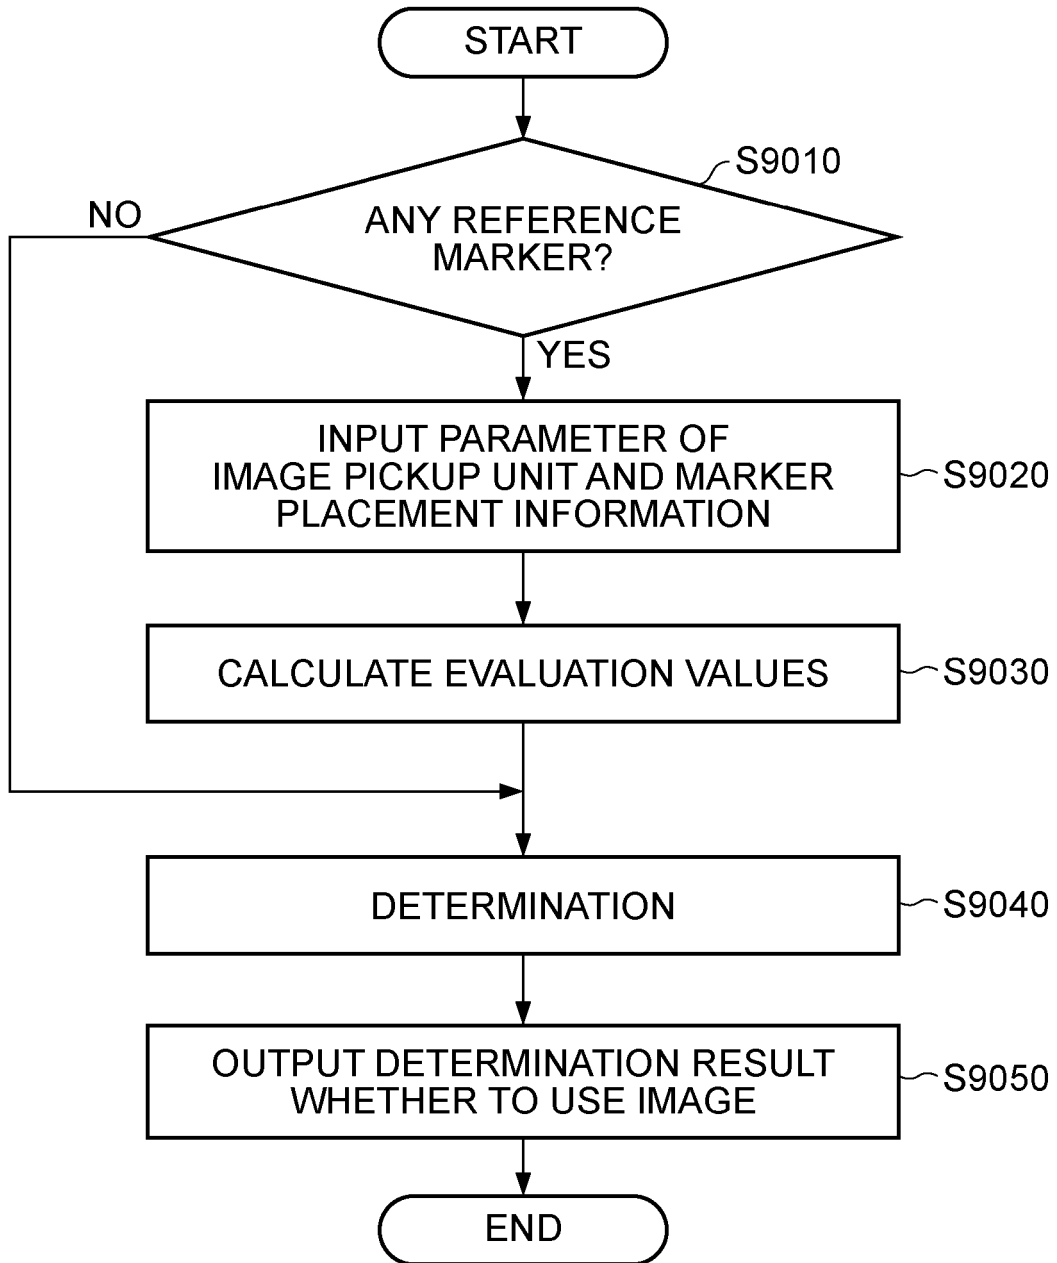 START
S9010
NO
ANY REFERENCE
MARKER?
YES
INPUT PARAMETER OF
IMAGE PICKUP UNIT AND MARKER
PLACEMENT INFORMATION
S9020
CALCULATE EVALUATION VALUES
S9030
DETERMINATION
S9040
OUTPUT DETERMINATION RESULT
WHETHER TO USE IMAGE
S9050
END